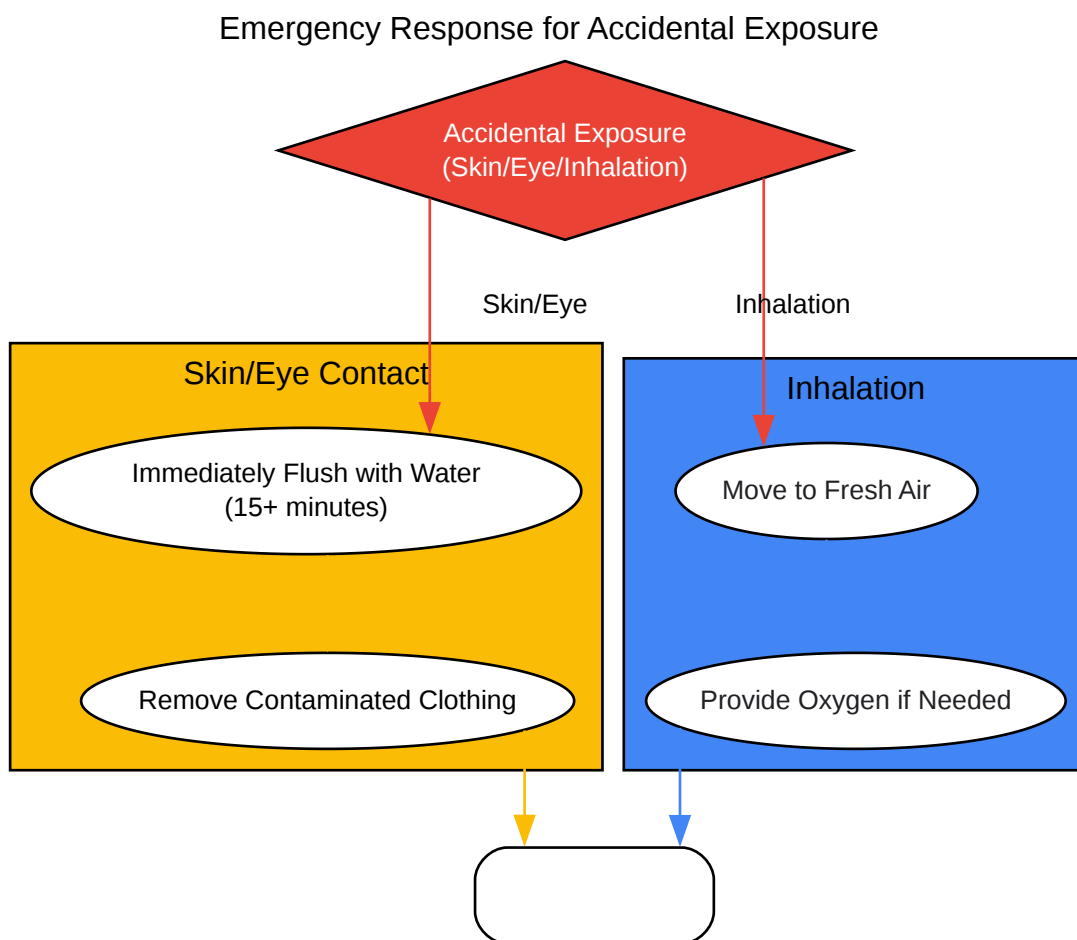 Emergency Response for Accidental Exposure
Accidental Exposure
(Skin/Eye/Inhalation)
Skin/Eye
Inhalation
Skin/Eye Contact
Inhalation
Immediately Flush with Water
(15+ minutes)
Move to Fresh Air
Remove Contaminated Clothing
Provide Oxygen if Needed